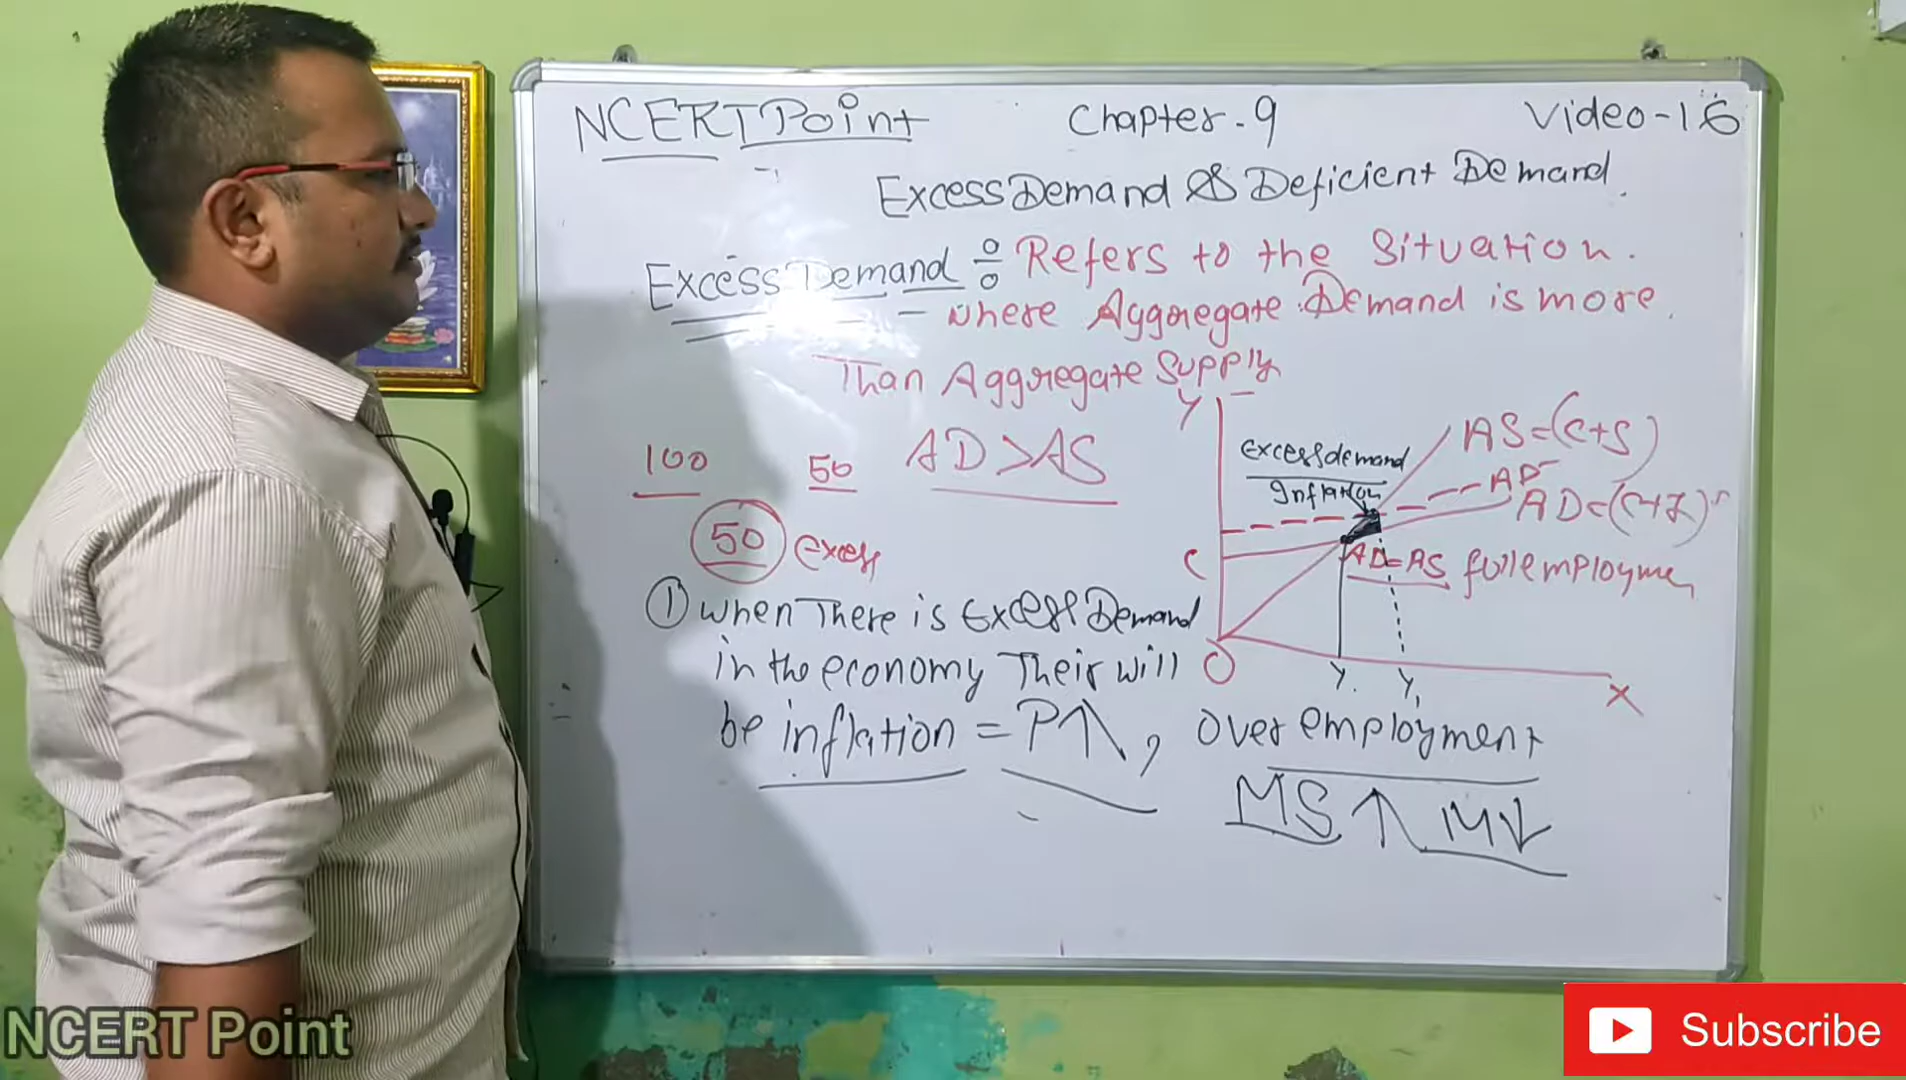 NCERT Point Chapter-9 Video-16
Excess Demand & Deficient Demand.
Excess Demand ÷ Refers to the Situation.
- where Aggregate Demand is more.
Than Aggregate Supply
100 50 AD>AS
50 excess
Y
Excess demand
Inflation
AS=(C+S)
AD
AD=(C+I)
C
AD=AS full employmen
O Y. Y₁ X
① when There is Excess Demand
in the economy Their will
be inflation = P↑, over employment
MS↑ M↓
NCERT Point
Subscribe